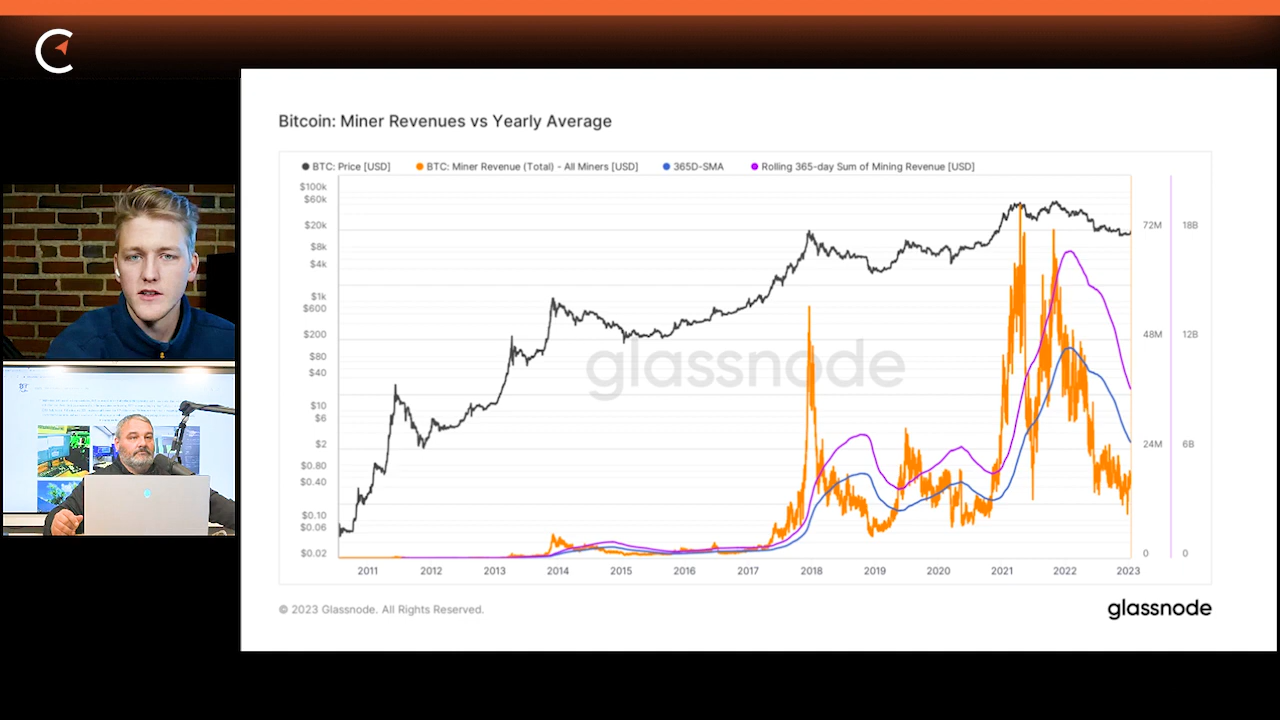 Bitcoin: Miner Revenues vs Yearly Average
BTC: Price [USD] BTC: Miner Revenue (Total) - All Miners [USD] 365D-SMA Rolling 365-day Sum of Mining Revenue [USD]
$100k
$60k
$20k
$8k
$4k
$1k
$600
$200
$80
$40
$10
$6
$2
$0.80
$0.40
$0.10
$0.06
$0.02
72M 18B
48M 12B
24M 6B
0 0
glassnode
2011 2012 2013 2014 2015 2016 2017 2018 2019 2020 2021 2022 2023
© 2023 Glassnode. All Rights Reserved.
glassnode